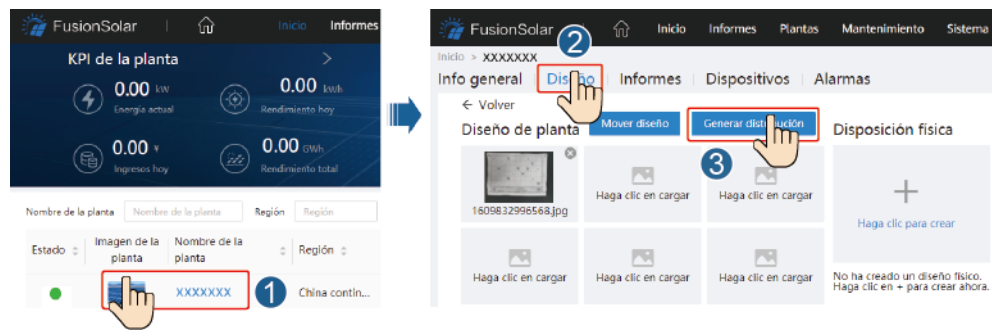 FusionSolar
Inicio
Informes
KPI de la planta
>
0.00 kW
Energía actual
0.00 kWh
Rendimiento hoy
0.00 ¥
Ingresos hoy
0.00 GWh
Rendimiento total
Nombre de la planta
Nombre de la planta
Región
Región
Estado
Imagen de la planta
Nombre de la planta
Región
XXXXXXX
1
China contin...
FusionSolar
2
Inicio
Informes
Plantas
Mantenimiento
Sistema
Inicio > XXXXXXX
Info general
Diseño
Informes
Dispositivos
Alarmas
← Volver
Diseño de planta
Mover diseño
Generar distribución
Disposición física
3
1609832996568.jpg
Haga clic en cargar
Haga clic en cargar
Haga clic para crear
Haga clic en cargar
Haga clic en cargar
Haga clic en cargar
No ha creado un diseño físico.
Haga clic en + para crear ahora.